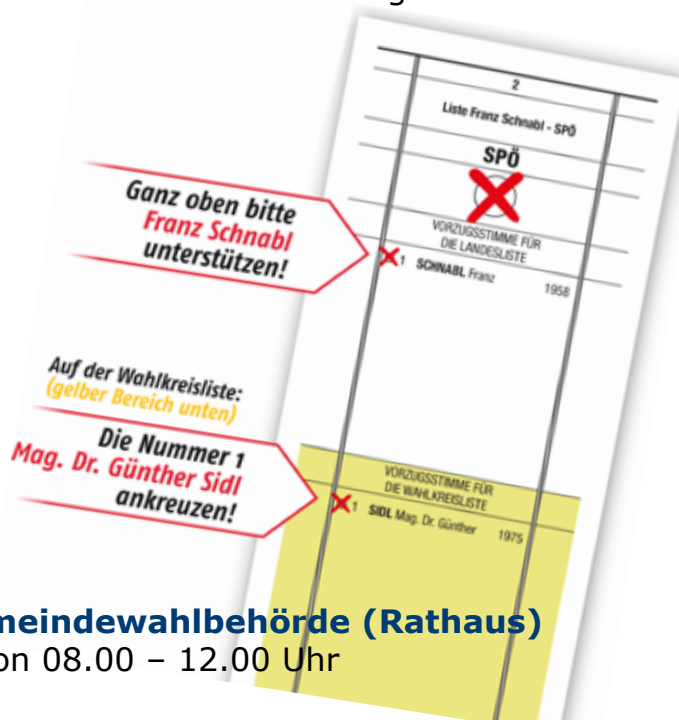 2
Liste Franz Schnabl - SPÖ
SPÖ
Ganz oben bitte
Franz Schnabl
unterstützen!
VORZUGSSTIMME FÜR
DIE LANDESLISTE
1 SCHNABL Franz 1958
Auf der Wahlkreisliste:
(gelber Bereich unten)
Die Nummer 1
Mag. Dr. Günther Sidl
ankreuzen!
VORZUGSSTIMME FÜR
DIE WAHLKREISLISTE
1 SIDL Mag. Dr. Günther 1975
meindewahlbehörde (Rathaus)
on 08.00 – 12.00 Uhr